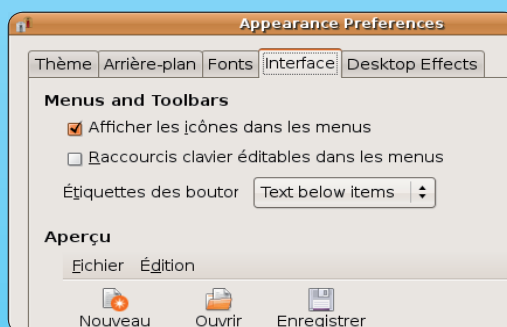 Appearance Preferences
Thème Arrière-plan Fonts Interface Desktop Effects
Menus and Toolbars
Afficher les icônes dans les menus
Raccourcis clavier éditables dans les menus
Étiquettes des boutor Text below items
Aperçu
Fichier Édition
Nouveau Ouvrir Enregistrer